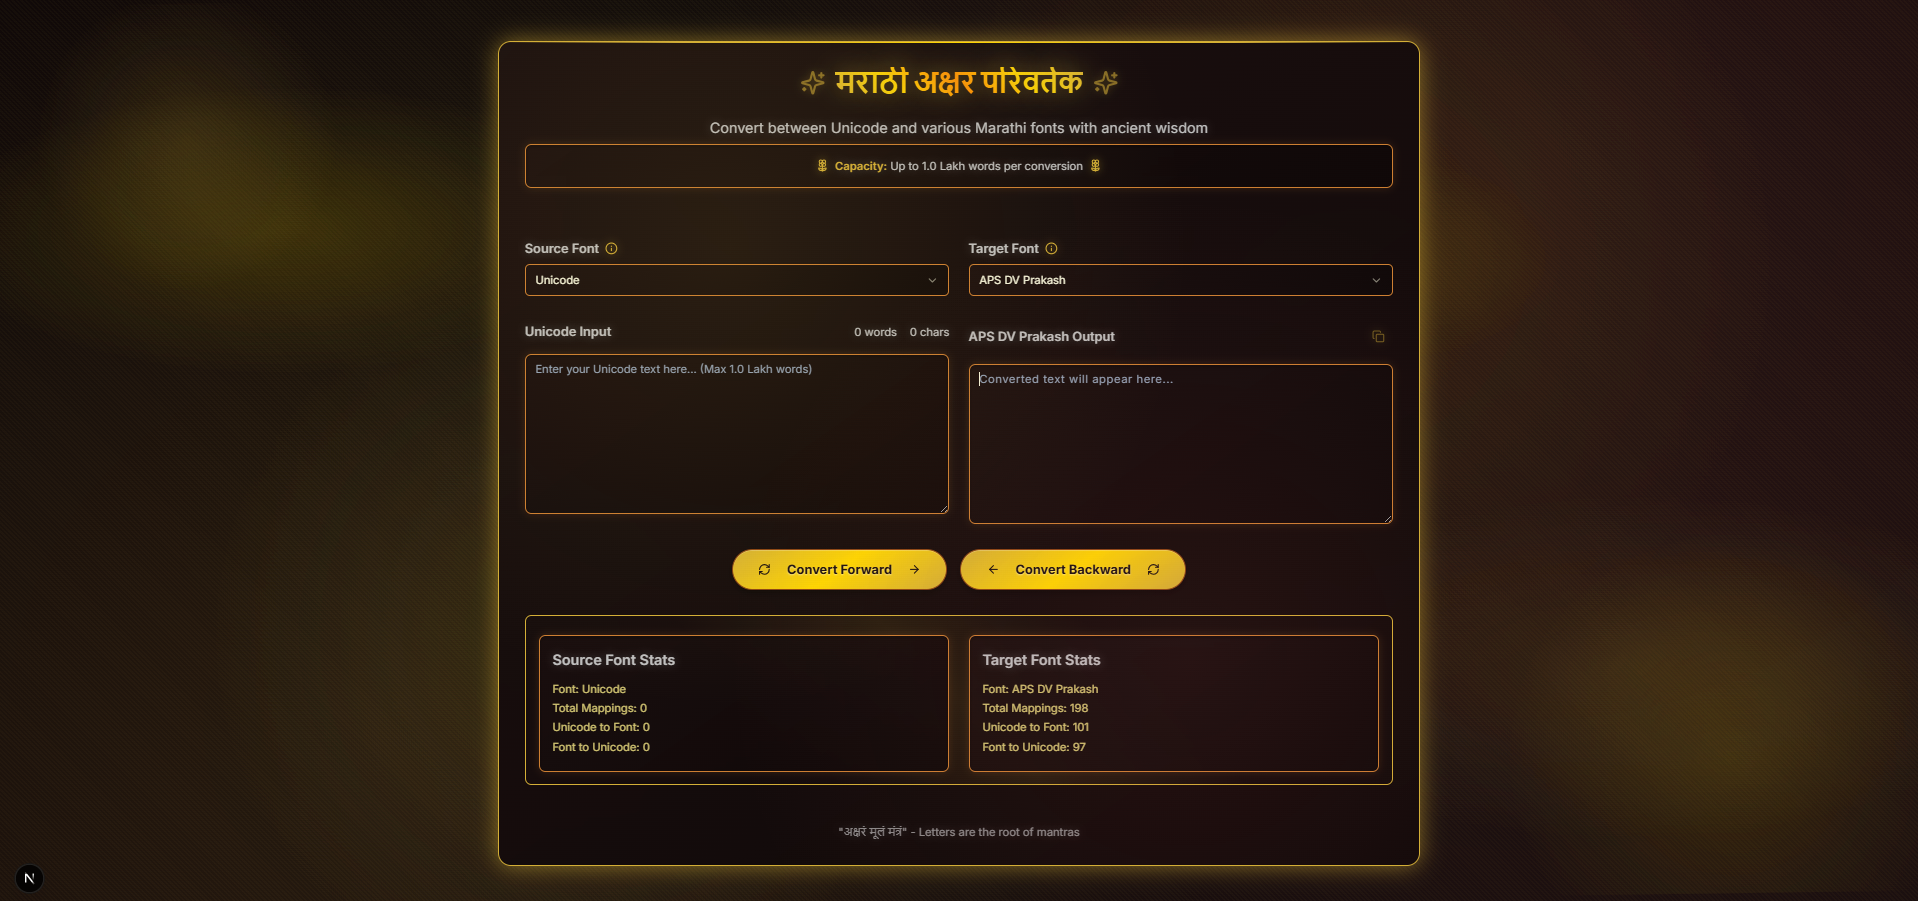 मराठी अक्षर परिवर्तक
Convert between Unicode and various Marathi fonts with ancient wisdom
Capacity: Up to 1.0 Lakh words per conversion
Source Font
Target Font
Unicode
APS DV Prakash
Unicode Input
0 words 0 chars
APS DV Prakash Output
Enter your Unicode text here... (Max 1.0 Lakh words)
Converted text will appear here...
Convert Forward
Convert Backward
Source Font Stats
Font: Unicode
Total Mappings: 0
Unicode to Font: 0
Font to Unicode: 0
Target Font Stats
Font: APS DV Prakash
Total Mappings: 198
Unicode to Font: 101
Font to Unicode: 97
"अक्षरं मूलं मंत्रं" - Letters are the root of mantras
N